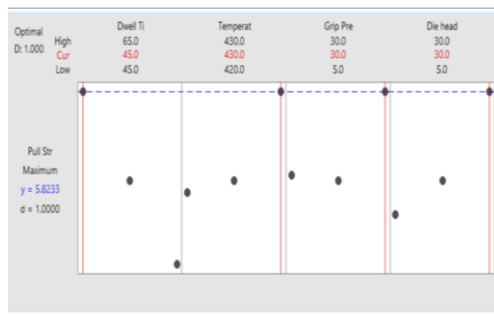 Optimal
D: 1.000
High
Cur
Low
Dwell Ti
65.0
45.0
45.0
Temperat
430.0
430.0
420.0
Grip Pre
30.0
30.0
5.0
Die head
30.0
30.0
5.0
Pull Str
Maximum
y = 5.8233
d = 1.0000